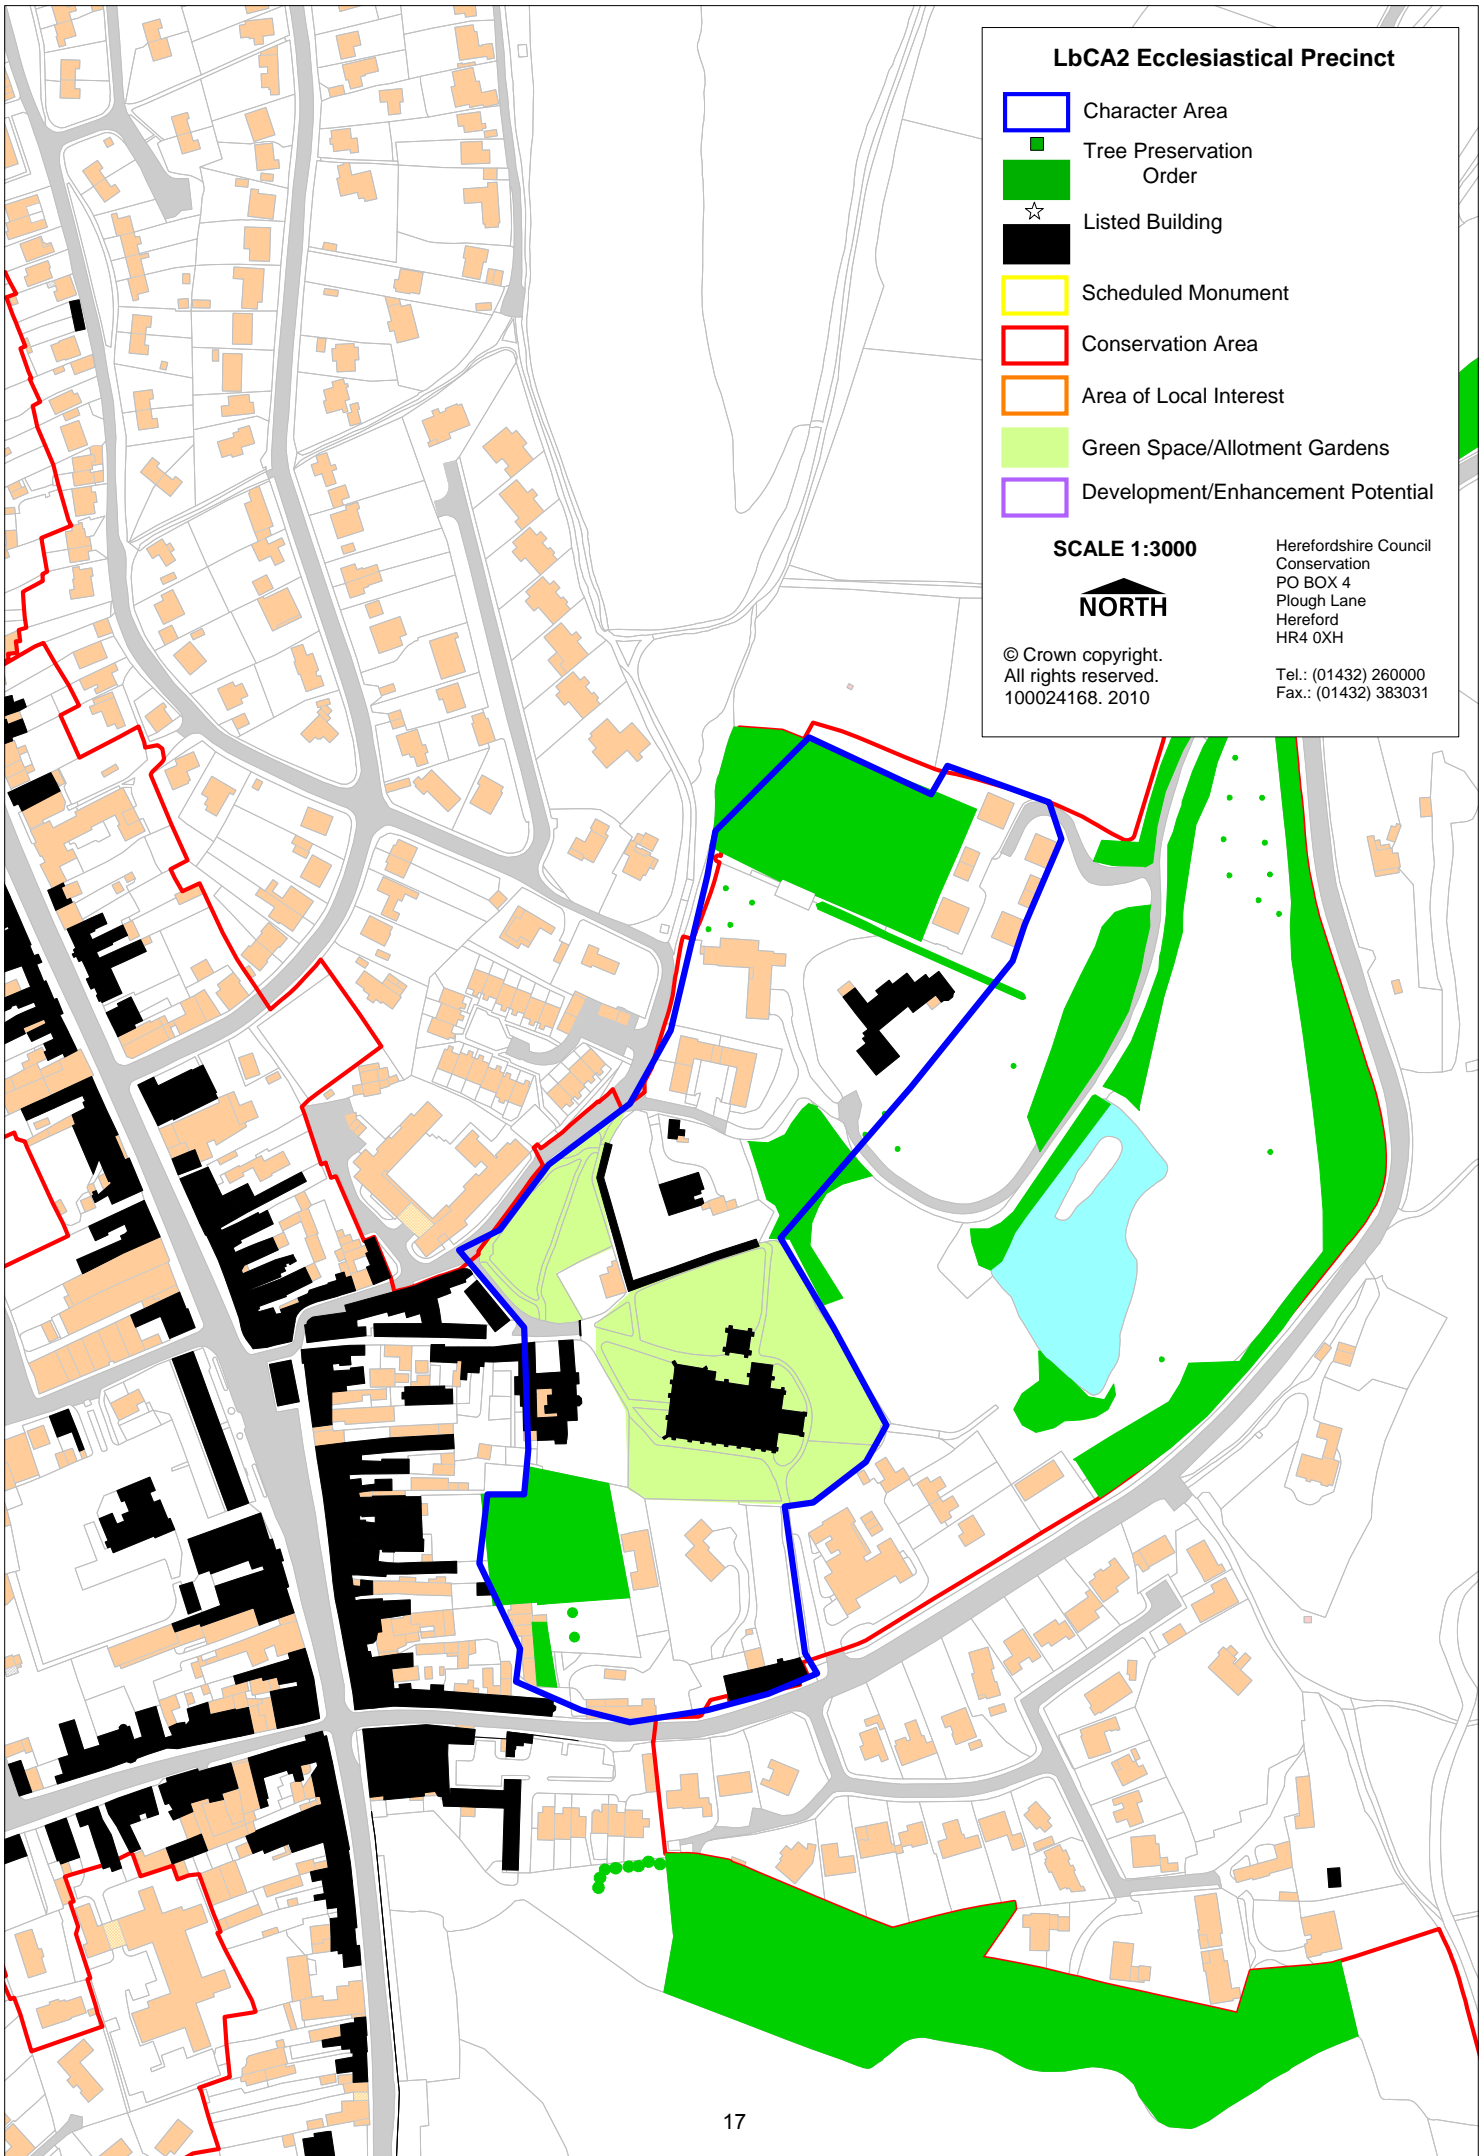 LbCA2 Ecclesiastical Precinct
Character Area
Tree Preservation
Order
Listed Building
Scheduled Monument
Conservation Area
Area of Local Interest
Green Space/Allotment Gardens
Development/Enhancement Potential
SCALE 1:3000
NORTH
© Crown copyright.
All rights reserved.
100024168. 2010
Herefordshire Council
Conservation
PO BOX 4
Plough Lane
Hereford
HR4 0XH
Tel.: (01432) 260000
Fax.: (01432) 383031
17